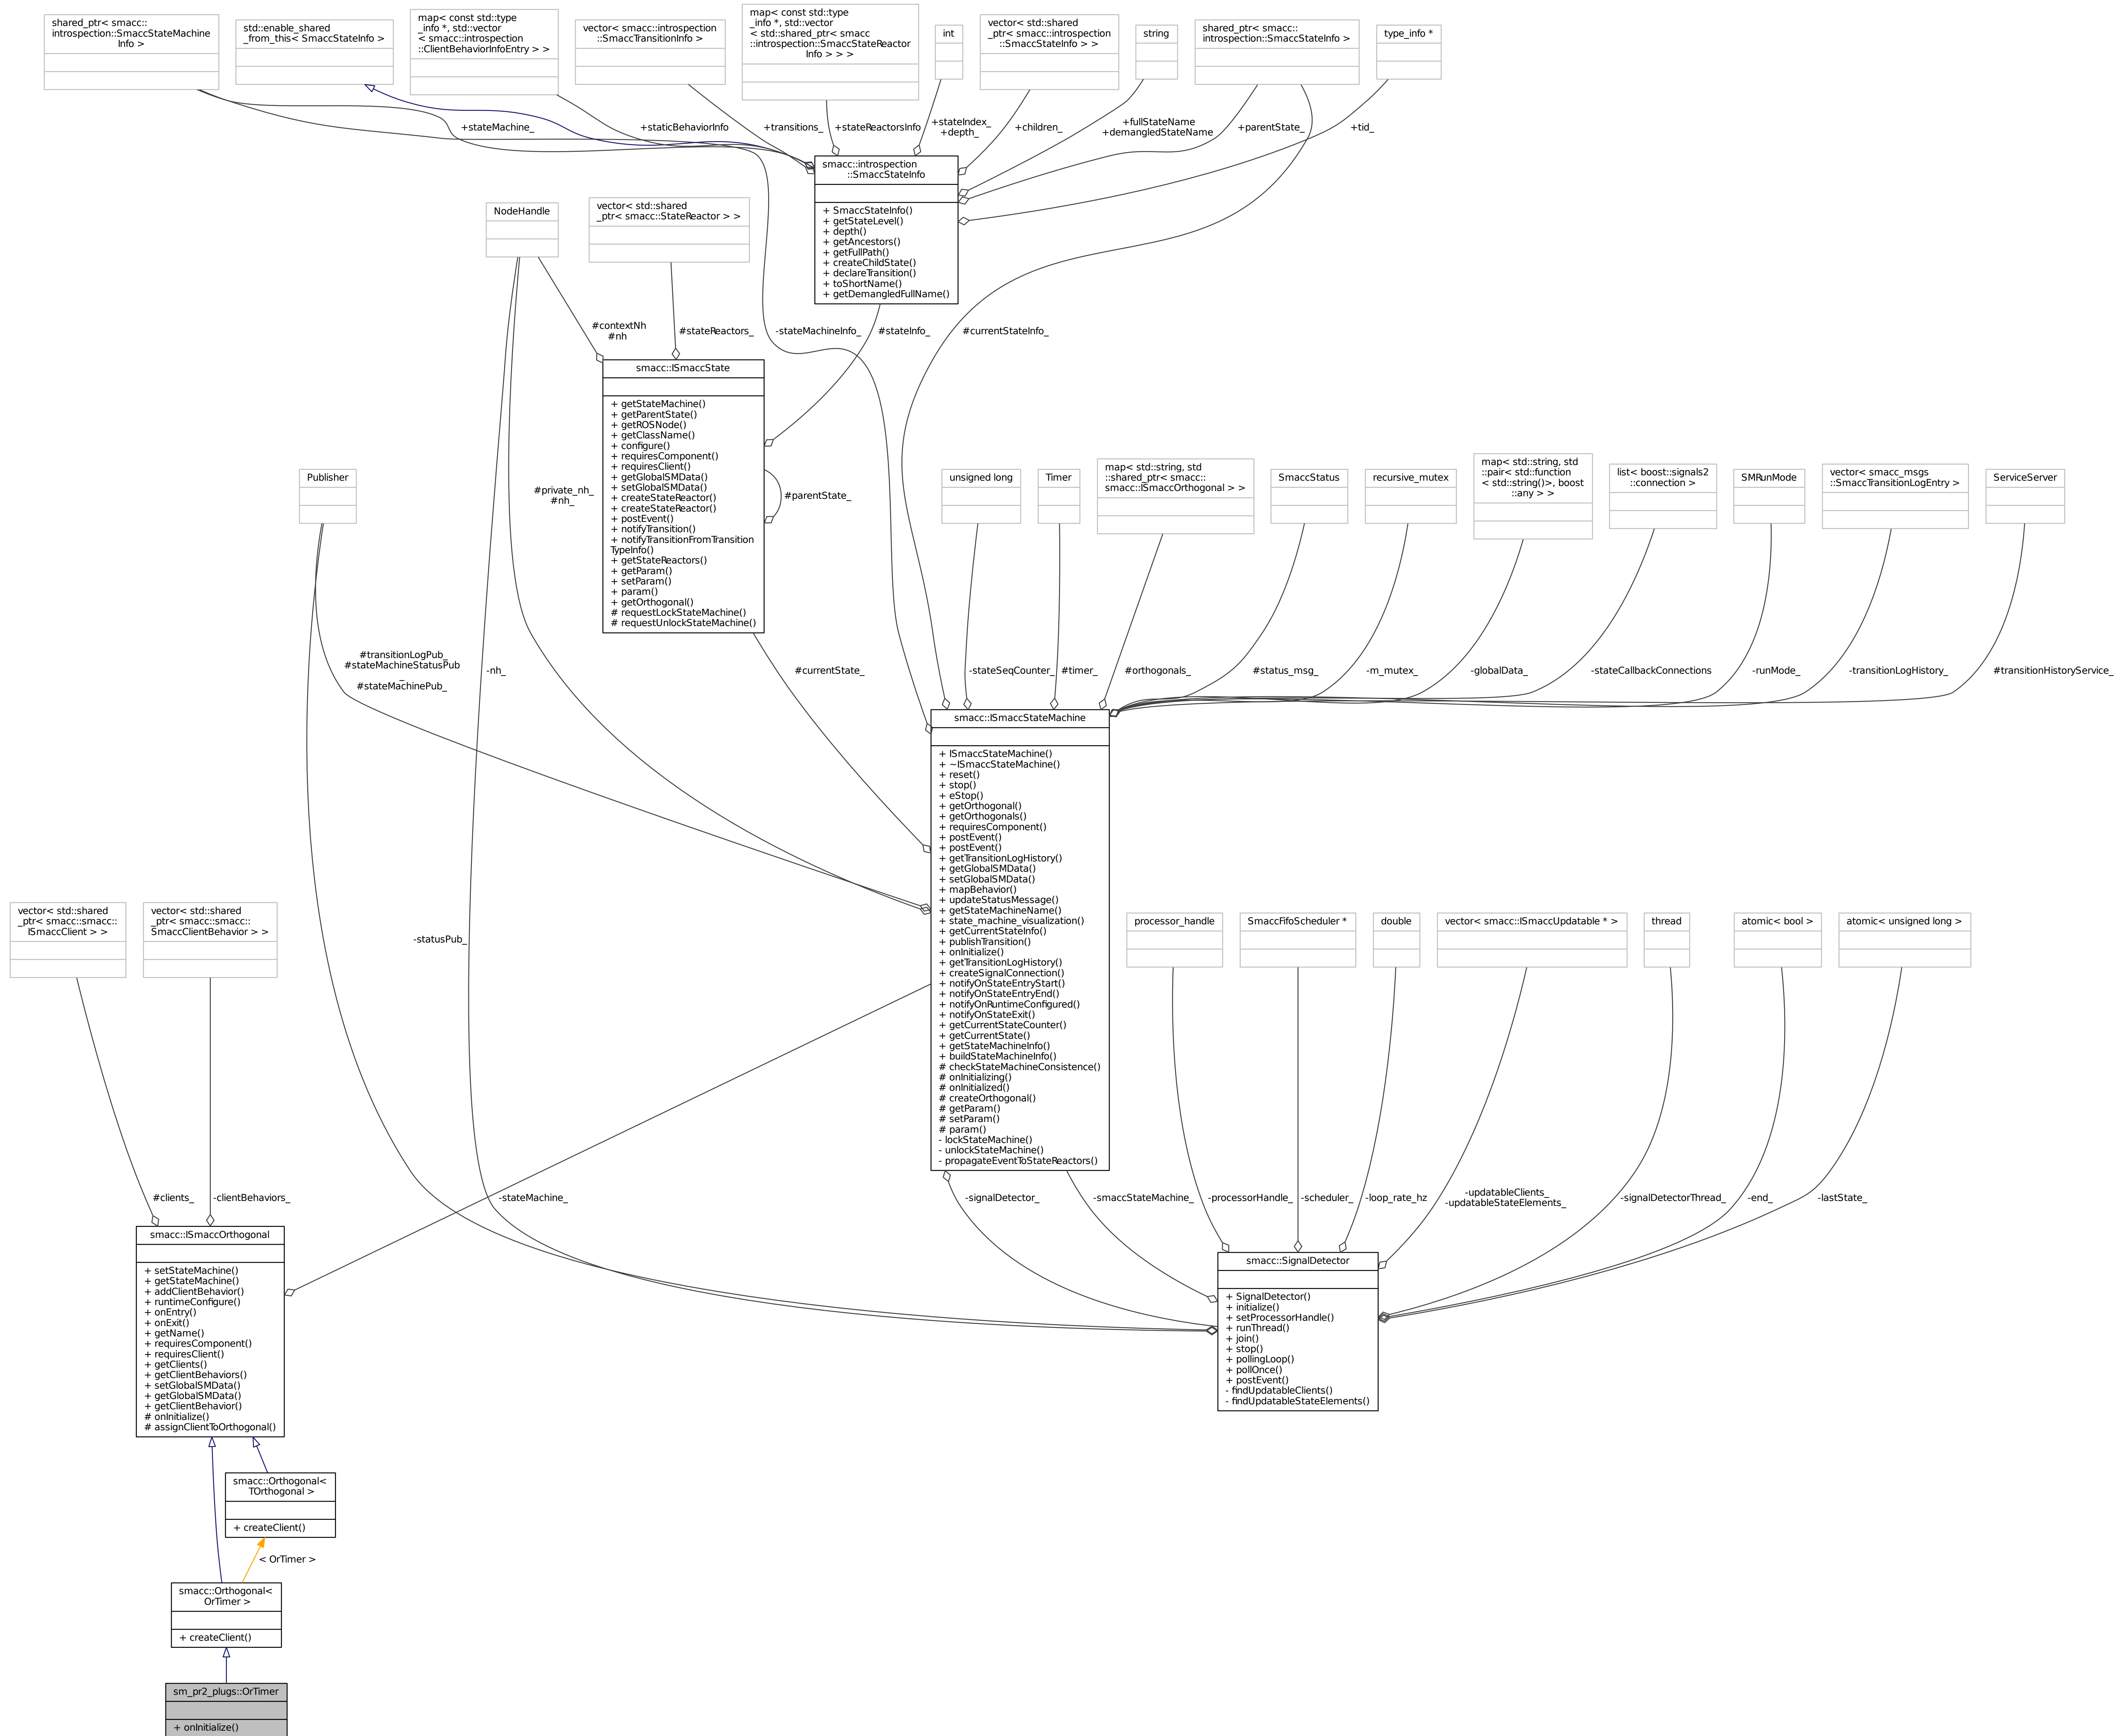 shared_ptr< smacc::
introspection::SmaccStateMachine
Info >
std::enable_shared
_from_this< SmaccStateInfo >
map< const std::type
_info *, std::vector
< smacc::introspection
::ClientBehaviorInfoEntry > >
vector< smacc::introspection
::SmaccTransitionInfo >
map< const std::type
_info *, std::vector
< std::shared_ptr< smacc
::introspection::SmaccStateReactor
Info > > >
int
vector< std::shared
_ptr< smacc::introspection
::SmaccStateInfo > >
string
shared_ptr< smacc::
introspection::SmaccStateInfo >
type_info *
+stateMachine_
+staticBehaviorInfo
+transitions_
+stateReactorsInfo
+stateIndex_
+depth_
+children_
+fullStateName
+demangledStateName
+parentState_
+tid_
smacc::introspection
::SmaccStateInfo
+ SmaccStateInfo()
+ getStateLevel()
+ depth()
+ getAncestors()
+ getFullPath()
+ createChildState()
+ declareTransition()
+ toShortName()
+ getDemangledFullName()
NodeHandle
vector< std::shared
_ptr< smacc::StateReactor > >
#contextNh
#nh
#stateReactors_
-stateMachineInfo_
#stateInfo_
#currentStateInfo_
smacc::ISmaccState
+ getStateMachine()
+ getParentState()
+ getROSNode()
+ getClassName()
+ configure()
+ requiresComponent()
+ requiresClient()
+ getGlobalSMData()
+ setGlobalSMData()
+ createStateReactor()
+ createStateReactor()
+ postEvent()
+ notifyTransition()
+ notifyTransitionFromTransition
TypeInfo()
+ getStateReactors()
+ getParam()
+ setParam()
+ param()
+ getOrthogonal()
# requestLockStateMachine()
# requestUnlockStateMachine()
#parentState_
#private_nh_
#nh_
Publisher
unsigned long
Timer
map< std::string, std
::shared_ptr< smacc::
smacc::ISmaccOrthogonal > >
SmaccStatus
recursive_mutex
map< std::string, std
::pair< std::function
< std::string()>, boost
::any > >
list< boost::signals2
::connection >
SMRunMode
vector< smacc_msgs
::SmaccTransitionLogEntry >
ServiceServer
#transitionLogPub_
#stateMachineStatusPub
_
#stateMachinePub_
-nh_
#currentState_
-stateSeqCounter_
#timer_
#orthogonals_
#status_msg_
-m_mutex_
-globalData_
-stateCallbackConnections
-runMode_
-transitionLogHistory_
#transitionHistoryService_
smacc::ISmaccStateMachine
+ ISmaccStateMachine()
+ ~ISmaccStateMachine()
+ reset()
+ stop()
+ eStop()
+ getOrthogonal()
+ getOrthogonals()
+ requiresComponent()
+ postEvent()
+ postEvent()
+ getTransitionLogHistory()
+ getGlobalSMData()
+ setGlobalSMData()
+ mapBehavior()
+ updateStatusMessage()
+ getStateMachineName()
+ state_machine_visualization()
+ getCurrentStateInfo()
+ publishTransition()
+ onInitialize()
+ getTransitionLogHistory()
+ createSignalConnection()
+ notifyOnStateEntryStart()
+ notifyOnStateEntryEnd()
+ notifyOnRuntimeConfigured()
+ notifyOnStateExit()
+ getCurrentStateCounter()
+ getCurrentState()
+ getStateMachineInfo()
+ buildStateMachineInfo()
# checkStateMachineConsistence()
# onInitializing()
# onInitialized()
# createOrthogonal()
# getParam()
# setParam()
# param()
- lockStateMachine()
- unlockStateMachine()
- propagateEventToStateReactors()
vector< std::shared
_ptr< smacc::smacc::
ISmaccClient > >
vector< std::shared
_ptr< smacc::smacc::
SmaccClientBehavior > >
-statusPub_
processor_handle
SmaccFifoScheduler *
double
vector< smacc::ISmaccUpdatable * >
thread
atomic< bool >
atomic< unsigned long >
#clients_
-clientBehaviors_
-stateMachine_
-signalDetector_
-smaccStateMachine_
-processorHandle_
-scheduler_
-loop_rate_hz
-updatableClients_
-updatableStateElements_
-signalDetectorThread_
-end_
-lastState_
smacc::ISmaccOrthogonal
+ setStateMachine()
+ getStateMachine()
+ addClientBehavior()
+ runtimeConfigure()
+ onEntry()
+ onExit()
+ getName()
+ requiresComponent()
+ requiresClient()
+ getClients()
+ getClientBehaviors()
+ setGlobalSMData()
+ getGlobalSMData()
+ getClientBehavior()
# onInitialize()
# assignClientToOrthogonal()
smacc::SignalDetector
+ SignalDetector()
+ initialize()
+ setProcessorHandle()
+ runThread()
+ join()
+ stop()
+ pollingLoop()
+ pollOnce()
+ postEvent()
- findUpdatableClients()
- findUpdatableStateElements()
smacc::Orthogonal<
TOrthogonal >
+ createClient()
< OrTimer >
smacc::Orthogonal<
OrTimer >
+ createClient()
sm_pr2_plugs::OrTimer
+ onInitialize()